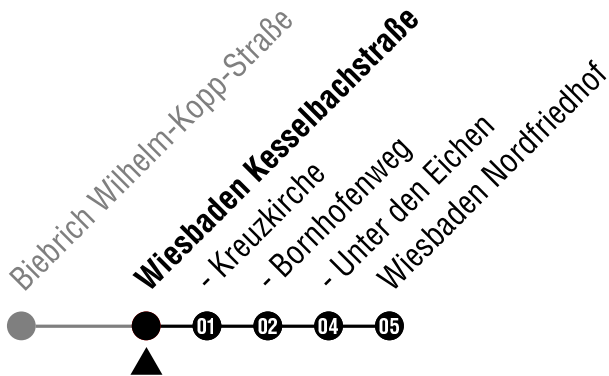 Biebrich Wilhelm-Kopp-Straße
Wiesbaden Kesselbachstraße
- Kreuzkirche
- Bornhofenweg
- Unter den Eichen
Wiesbaden Nordfriedhof
01 02 04 05